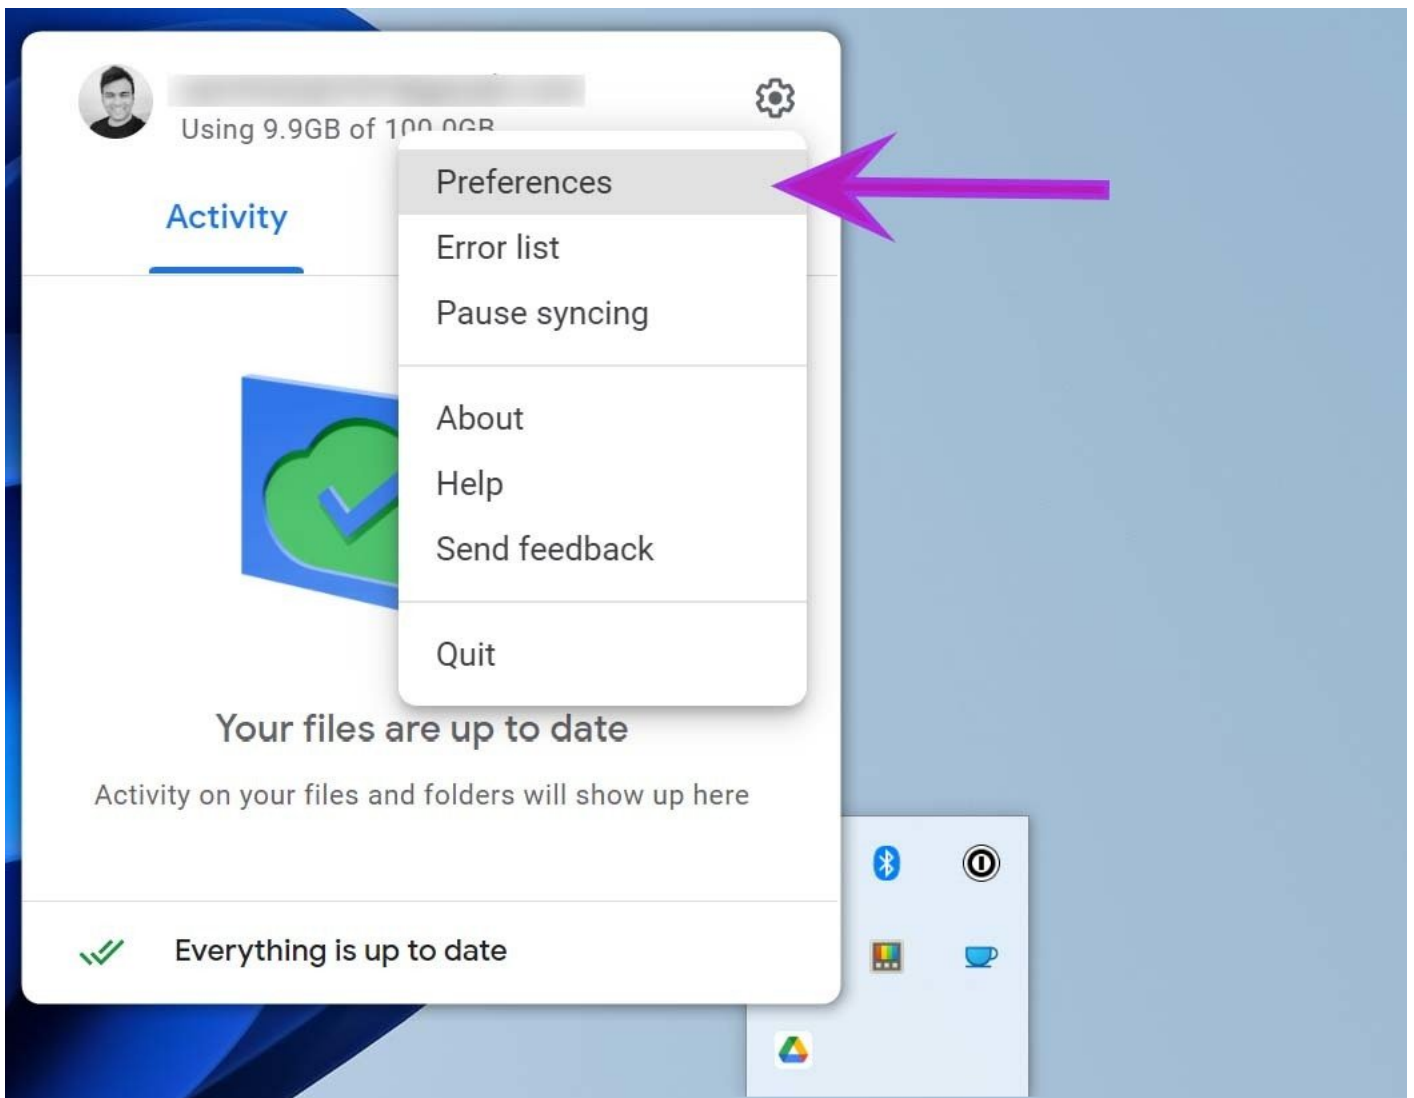 Using 9.9GB of 100.0GB
Preferences
Activity
Error list
Pause syncing
About
Help
Send feedback
Quit
Your files are up to date
Activity on your files and folders will show up here
Everything is up to date